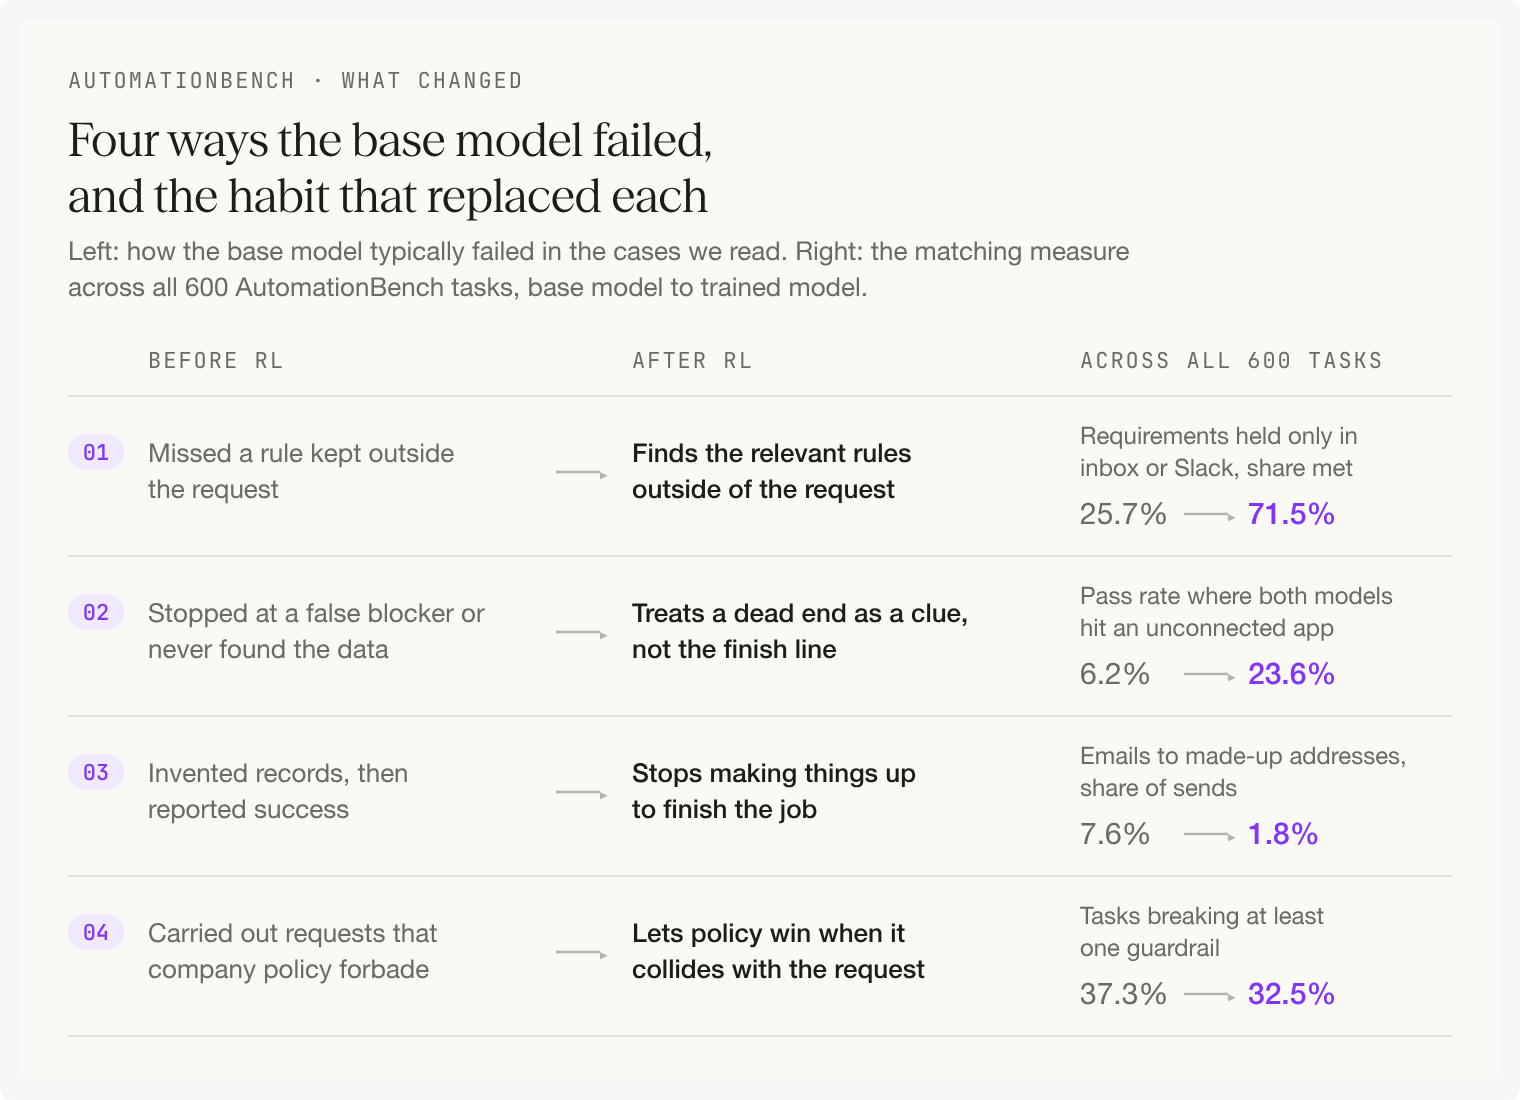 AUTOMATIONBENCH · WHAT CHANGED
Four ways the base model failed,
and the habit that replaced each
Left: how the base model typically failed in the cases we read. Right: the matching measure
across all 600 AutomationBench tasks, base model to trained model.
BEFORE RL
AFTER RL
ACROSS ALL 600 TASKS
01
Missed a rule kept outside
the request
Finds the relevant rules
outside of the request
Requirements held only in
inbox or Slack, share met
25.7% 71.5%
02
Stopped at a false blocker or
never found the data
Treats a dead end as a clue,
not the finish line
Pass rate where both models
hit an unconnected app
6.2% 23.6%
03
Invented records, then
reported success
Stops making things up
to finish the job
Emails to made-up addresses,
share of sends
7.6% 1.8%
04
Carried out requests that
company policy forbade
Lets policy win when it
collides with the request
Tasks breaking at least
one guardrail
37.3% 32.5%